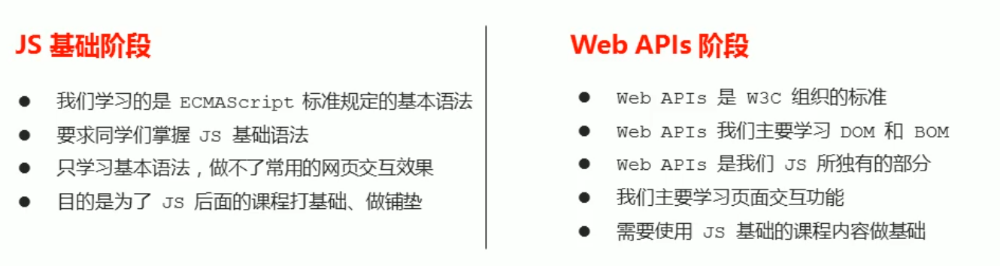 JS 基础阶段
● 我们学习的是 ECMAScript 标准规定的基本语法
● 要求同学们掌握 JS 基础语法
● 只学习基本语法，做不了常用的网页交互效果
● 目的是为了 JS 后面的课程打基础、做铺垫
Web APIs 阶段
● Web APIs 是 W3C 组织的标准
● Web APIs 我们主要学习 DOM 和 BOM
● Web APIs 是我们 JS 所独有的部分
● 我们主要学习页面交互功能
● 需要使用 JS 基础的课程内容做基础